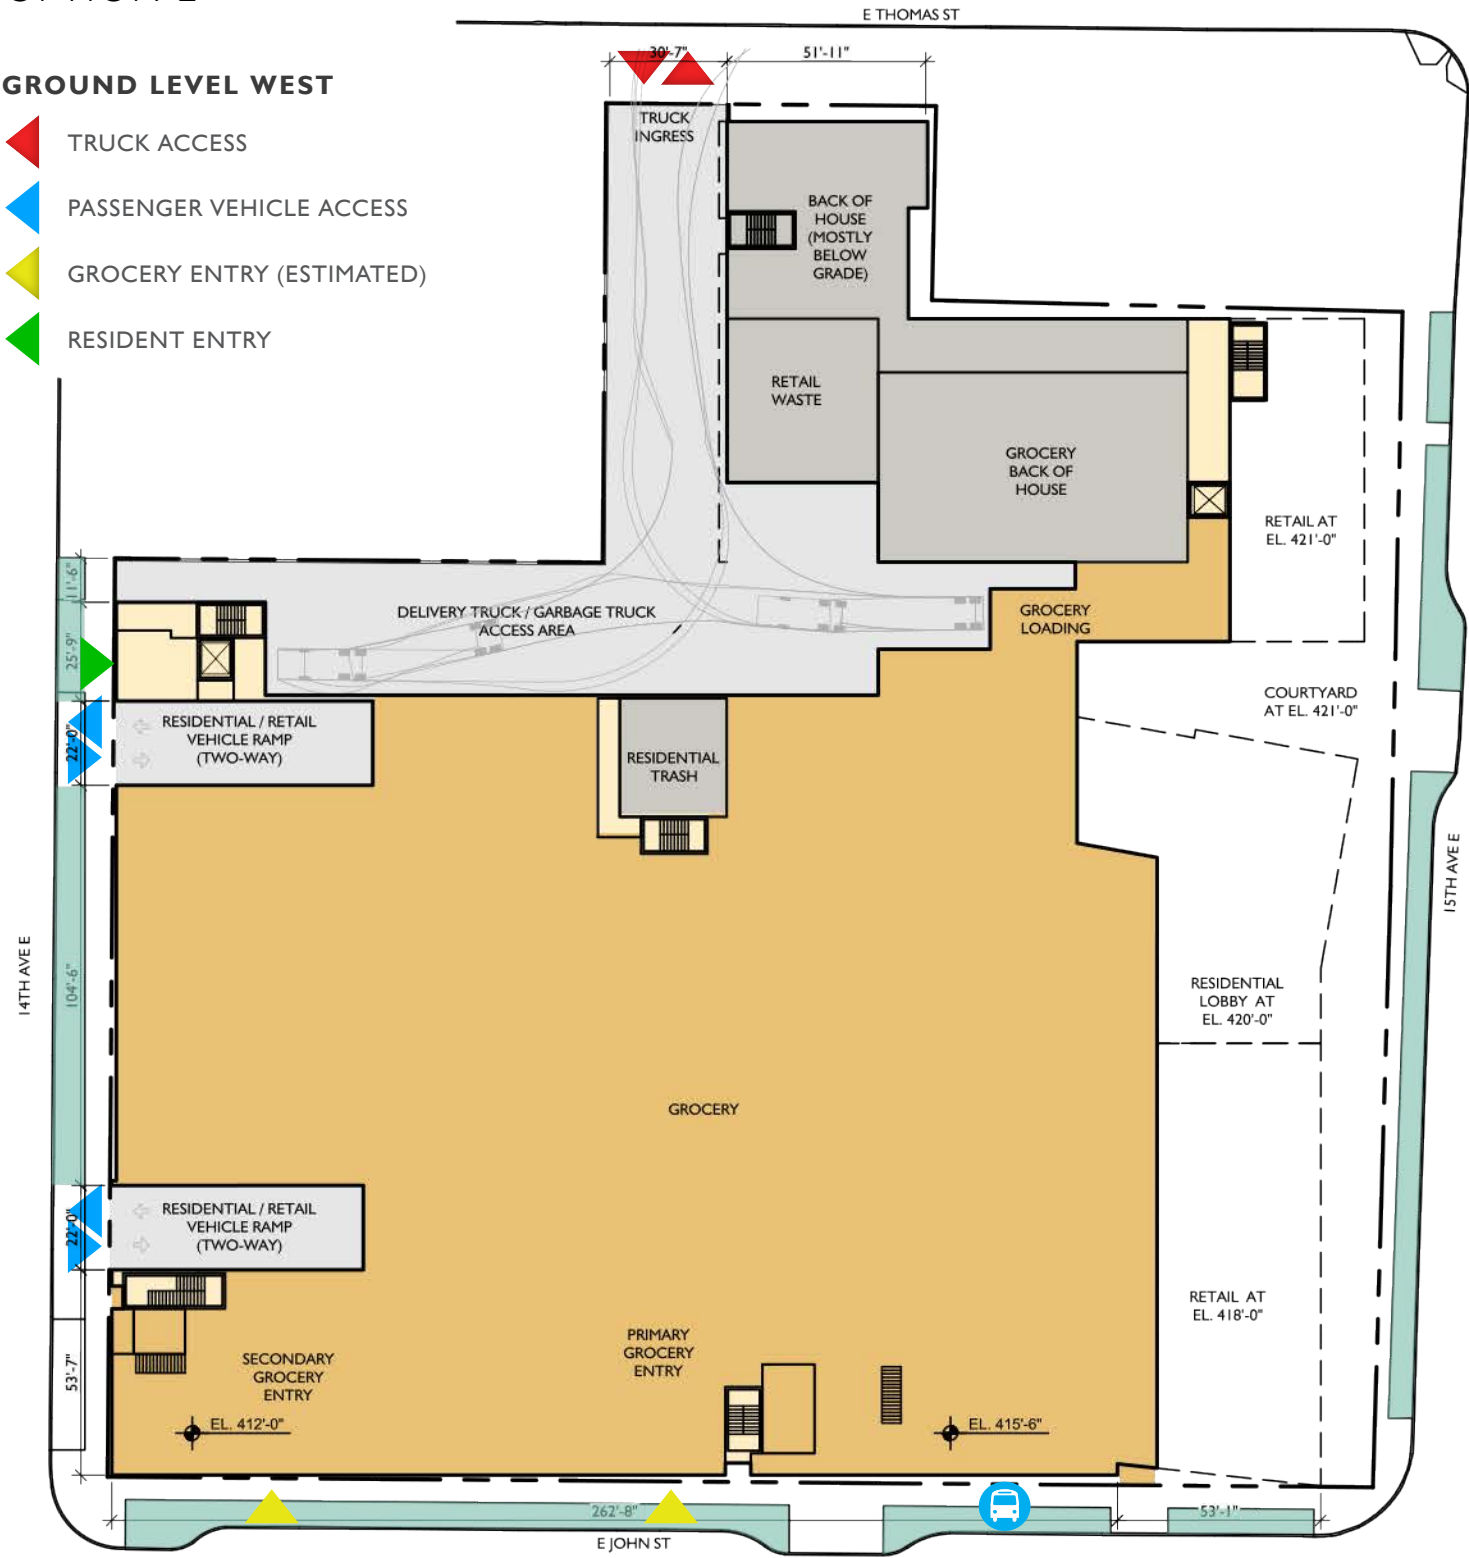 E THOMAS ST
30'-7"
51'-11"
GROUND LEVEL WEST
TRUCK ACCESS
PASSENGER VEHICLE ACCESS
GROCERY ENTRY (ESTIMATED)
RESIDENT ENTRY
TRUCK
INGRESS
BACK OF
HOUSE
(MOSTLY
BELOW
GRADE)
RETAIL
WASTE
GROCERY
BACK OF
HOUSE
RETAIL AT
EL. 421'-0"
11'-6"
25'-9"
DELIVERY TRUCK / GARBAGE TRUCK
ACCESS AREA
GROCERY
LOADING
COURTYARD
AT EL. 421'-0"
22'-0"
RESIDENTIAL / RETAIL
VEHICLE RAMP
(TWO-WAY)
RESIDENTIAL
TRASH
15TH AVE E
14TH AVE E
104'-6"
RESIDENTIAL
LOBBY AT
EL. 420'-0"
GROCERY
22'-0"
RESIDENTIAL / RETAIL
VEHICLE RAMP
(TWO-WAY)
RETAIL AT
EL. 418'-0"
53'-7"
SECONDARY
GROCERY
ENTRY
PRIMARY
GROCERY
ENTRY
EL. 412'-0"
EL. 415'-6"
262'-8"
53'-1"
E JOHN ST